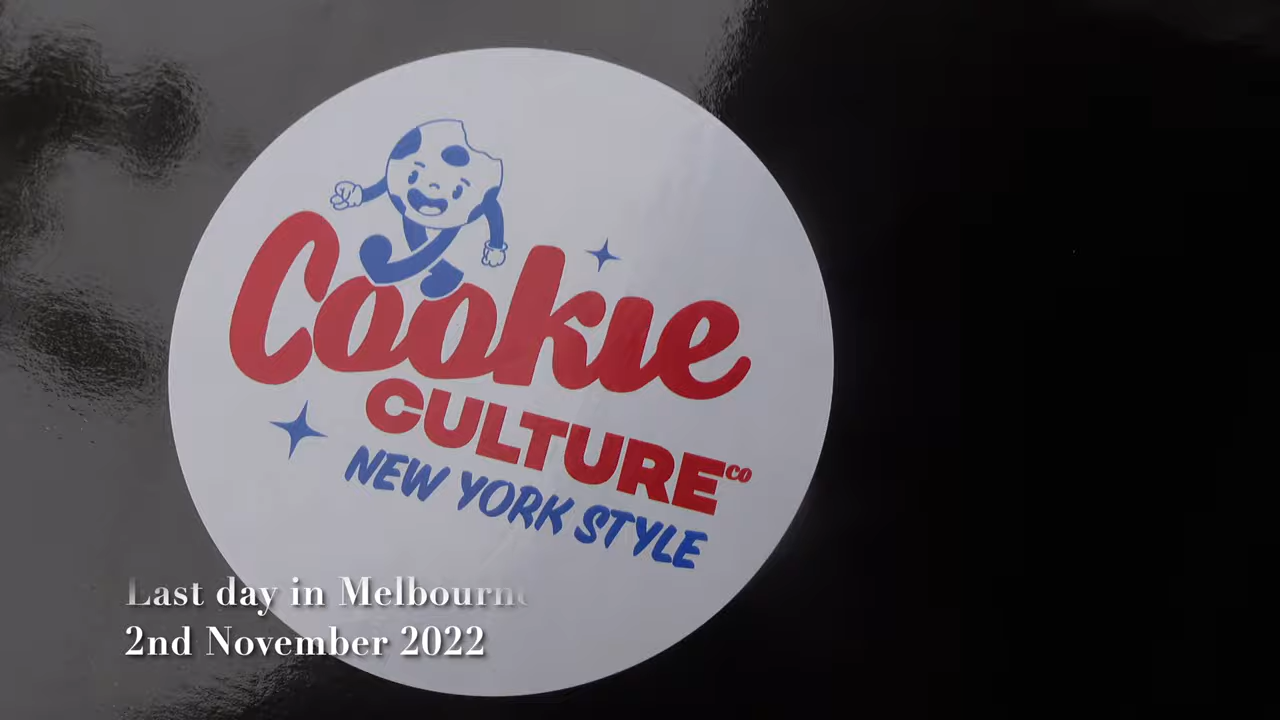 Cookie
CULTURE CO
NEW YORK STYLE
Last day in Melbourne
2nd November 2022